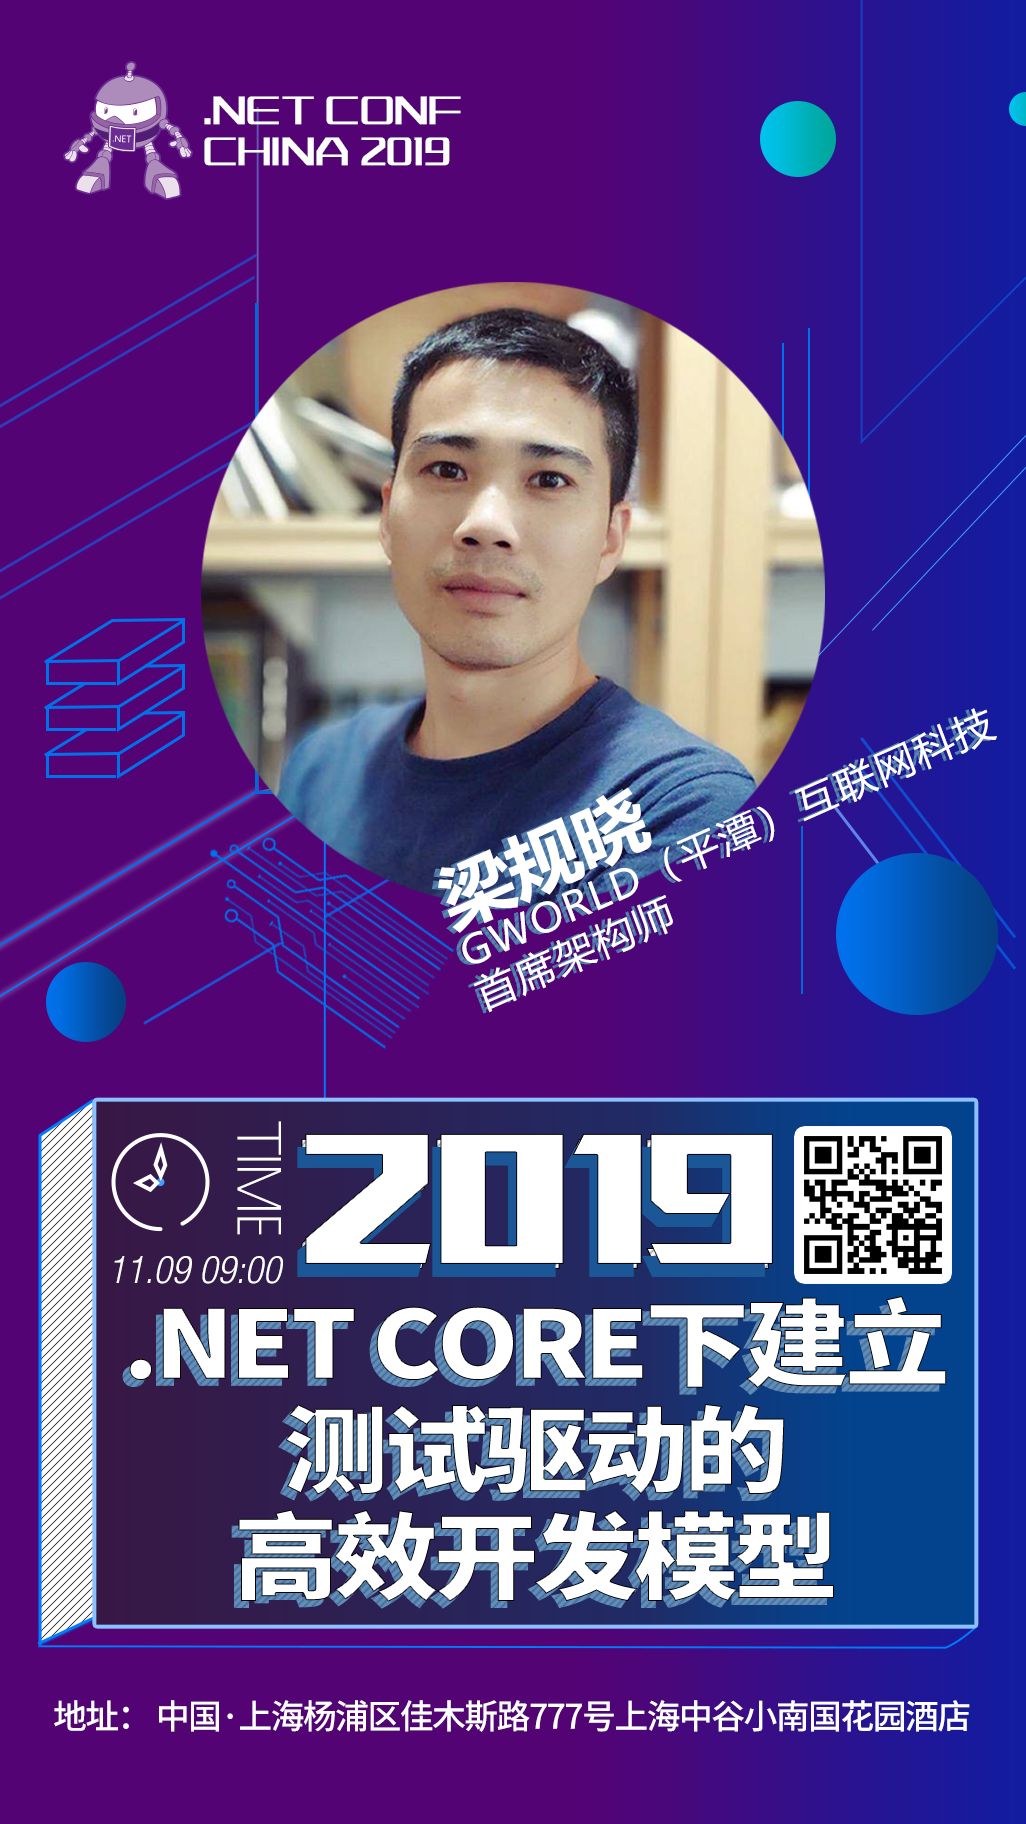 .NET
.NET CONF
CHINA 2019
梁规晓
GWORLD（平潭）互联网科技
首席架构师
TIME
2019
11.09 09:00
.NET CORE下建立
测试驱动的
高效开发模型
地址： 中国·上海杨浦区佳木斯路777号上海中谷小南国花园酒店